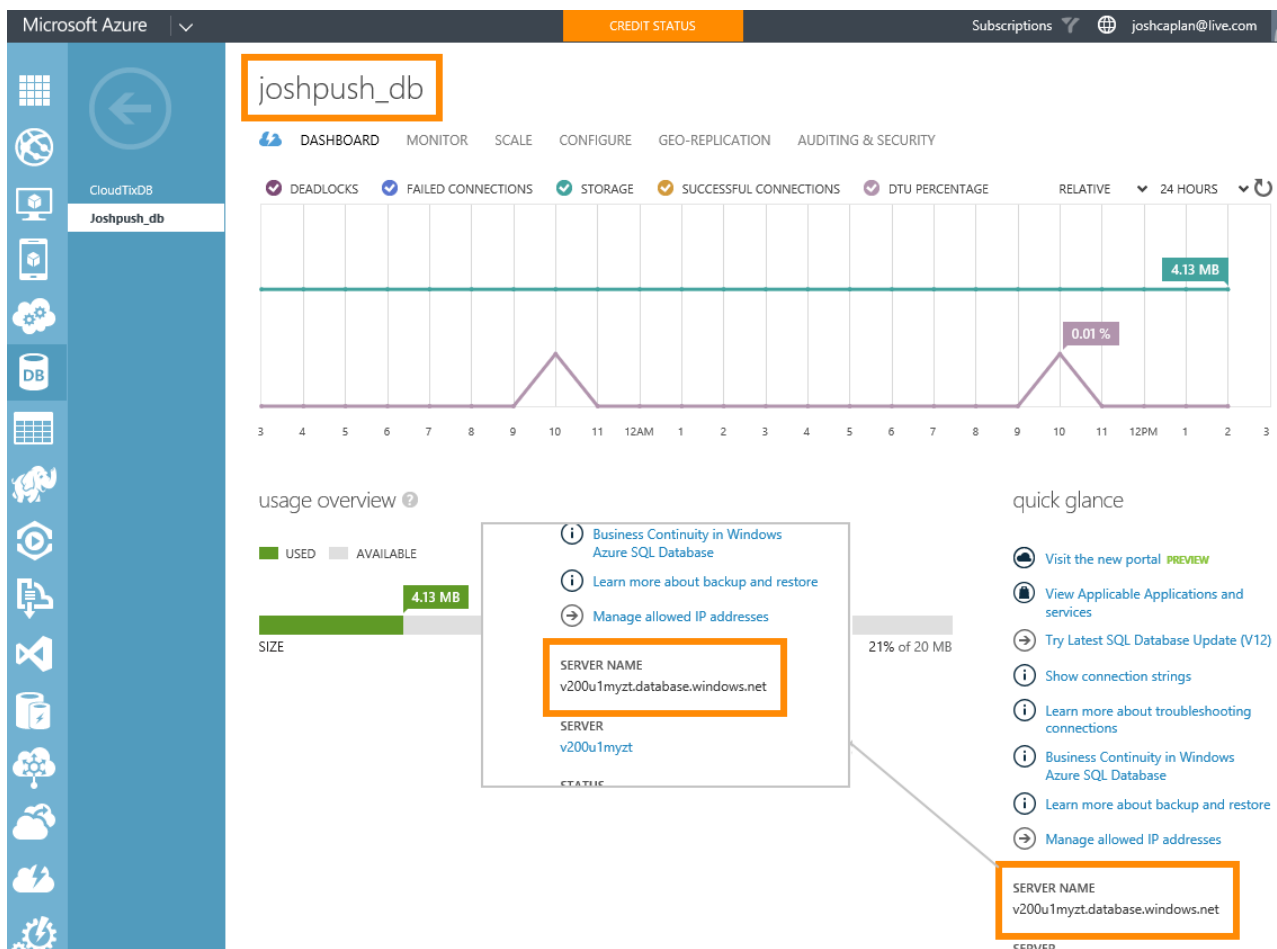 Microsoft Azure
CREDIT STATUS
Subscriptions
joshcaplan@live.com
joshpush_db
DASHBOARD MONITOR SCALE CONFIGURE GEO-REPLICATION AUDITING & SECURITY
CloudTixDB
Joshpush_db
DEADLOCKS FAILED CONNECTIONS STORAGE SUCCESSFUL CONNECTIONS DTU PERCENTAGE RELATIVE 24 HOURS
4.13 MB
0.01 %
3 4 5 6 7 8 9 10 11 12AM 1 2 3 4 5 6 7 8 9 10 11 12PM 1 2 3
usage overview ?
USED AVAILABLE
4.13 MB
SIZE
21% of 20 MB
Business Continuity in Windows
Azure SQL Database
Learn more about backup and restore
Manage allowed IP addresses
SERVER NAME
v200u1myzt.database.windows.net
SERVER
v200u1myzt
STATUS
quick glance
Visit the new portal PREVIEW
View Applicable Applications and
services
Try Latest SQL Database Update (V12)
Show connection strings
Learn more about troubleshooting
connections
Business Continuity in Windows
Azure SQL Database
Learn more about backup and restore
Manage allowed IP addresses
SERVER NAME
v200u1myzt.database.windows.net
SERVER
DB